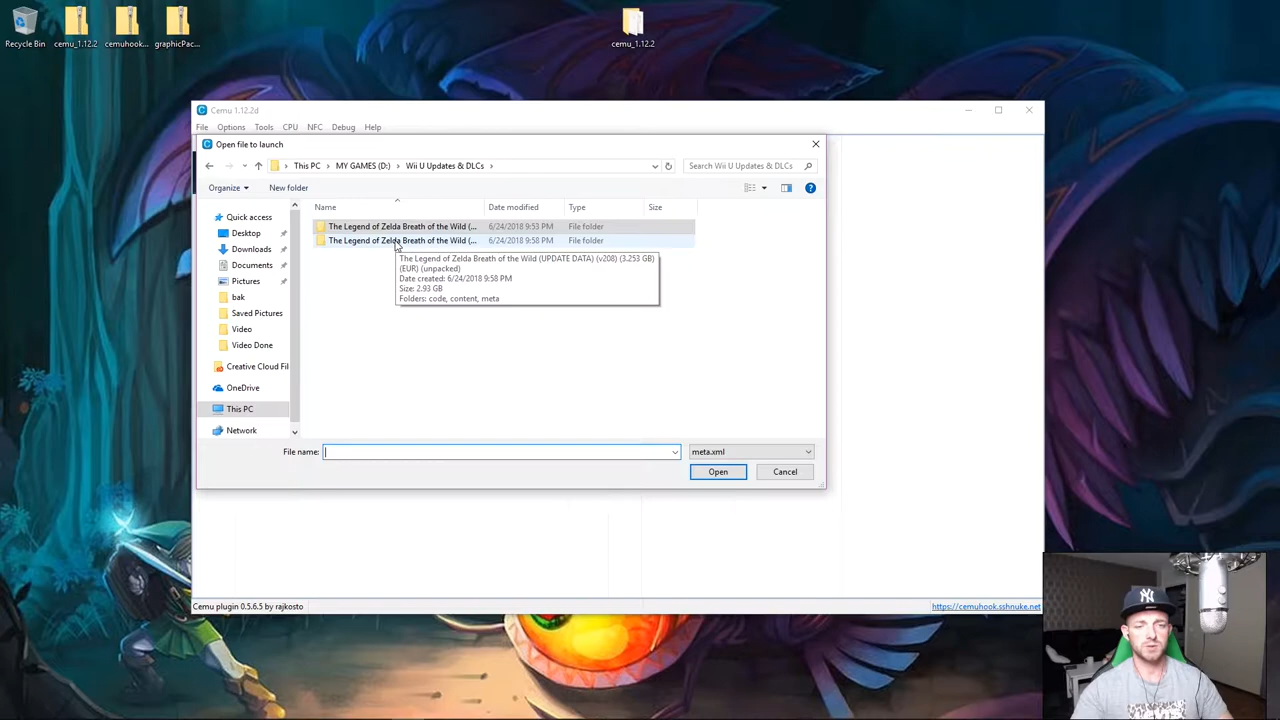 Recycle Bin
cemu_1.12.2
cemuhook...
graphicPac...
cemu_1.12.2
Cemu 1.12.2d
File Options Tools CPU NFC Debug Help
Open file to launch
This PC > MY GAMES (D:) > Wii U Updates & DLCs >
Search Wii U Updates & DLCs
Organize
New folder
Name Date modified Type Size
Quick access
Desktop
Downloads
Documents
Pictures
bak
Saved Pictures
Video
Video Done
Creative Cloud Fil
OneDrive
This PC
Network
The Legend of Zelda Breath of the Wild (... 6/24/2018 9:53 PM File folder
The Legend of Zelda Breath of the Wild (... 6/24/2018 9:58 PM File folder
The Legend of Zelda Breath of the Wild (UPDATE DATA) (v208) (3.253 GB)
(EUR) (unpacked)
Date created: 6/24/2018 9:58 PM
Size: 2.93 GB
Folders: code, content, meta
File name:
meta.xml
Open
Cancel
Cemu plugin 0.5.6.5 by rajkosto
https://cemuhook.sshnuke.net
NY